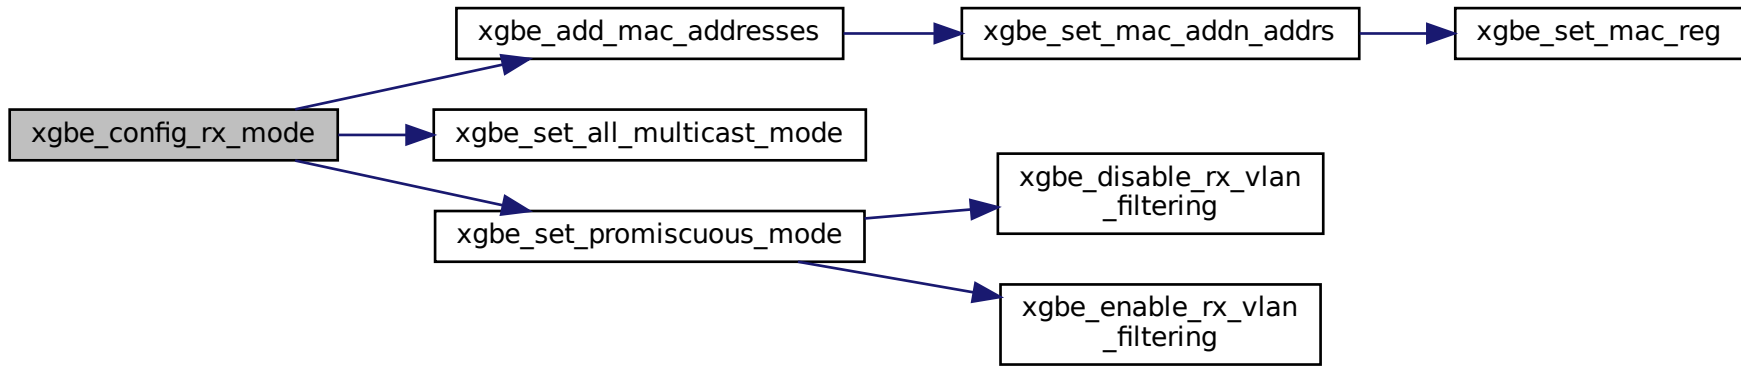 xgbe_config_rx_mode
xgbe_add_mac_addresses
xgbe_set_mac_addn_addrs
xgbe_set_mac_reg
xgbe_set_all_multicast_mode
xgbe_set_promiscuous_mode
xgbe_disable_rx_vlan
_filtering
xgbe_enable_rx_vlan
_filtering